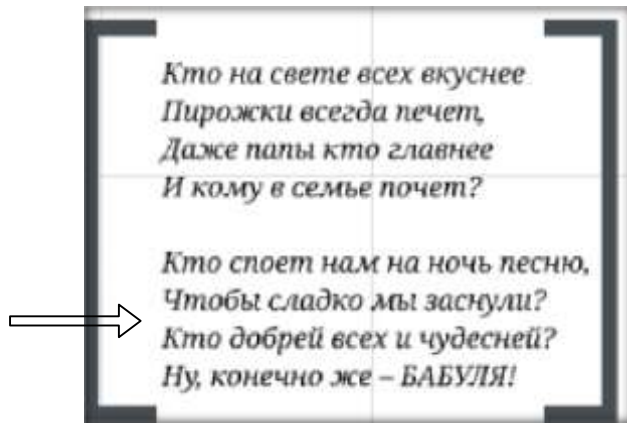 Кто на свете всех вкуснее
Пирожки всегда печет,
Даже папы кто главнее
И кому в семье почет?
Кто споет нам на ночь песню,
Чтобы сладко мы заснули?
Кто добрей всех и чудесней?
Ну, конечно же – БАБУЛЯ!